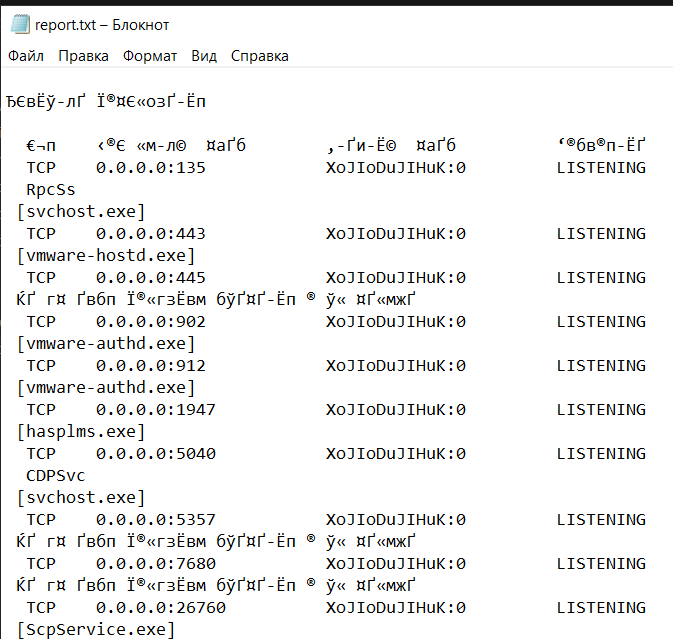 report.txt – Блокнот
Файл Правка Формат Вид Справка
ЂЄвЁў-лҐ Ї®¤Є«озҐ-Ёп
€¬п ‹®Є «м-л©  ¤аҐб ‚-Ґи-Ё©  ¤аҐб ‘®бв®п-ЁҐ
TCP 0.0.0.0:135 XoJIoDuJIHuK:0 LISTENING
RpcSs
[svchost.exe]
TCP 0.0.0.0:443 XoJIoDuJIHuK:0 LISTENING
[vmware-hostd.exe]
TCP 0.0.0.0:445 XoJIoDuJIHuK:0 LISTENING
ЌҐ г¤ Ґвбп Ї®«гзЁвм бўҐ¤Ґ-Ёп ® ў« ¤Ґ«мжҐ
TCP 0.0.0.0:902 XoJIoDuJIHuK:0 LISTENING
[vmware-authd.exe]
TCP 0.0.0.0:912 XoJIoDuJIHuK:0 LISTENING
[vmware-authd.exe]
TCP 0.0.0.0:1947 XoJIoDuJIHuK:0 LISTENING
[hasplms.exe]
TCP 0.0.0.0:5040 XoJIoDuJIHuK:0 LISTENING
CDPSvc
[svchost.exe]
TCP 0.0.0.0:5357 XoJIoDuJIHuK:0 LISTENING
ЌҐ г¤ Ґвбп Ї®«гзЁвм бўҐ¤Ґ-Ёп ® ў« ¤Ґ«мжҐ
TCP 0.0.0.0:7680 XoJIoDuJIHuK:0 LISTENING
ЌҐ г¤ Ґвбп Ї®«гзЁвм бўҐ¤Ґ-Ёп ® ў« ¤Ґ«мжҐ
TCP 0.0.0.0:26760 XoJIoDuJIHuK:0 LISTENING
[ScpService.exe]